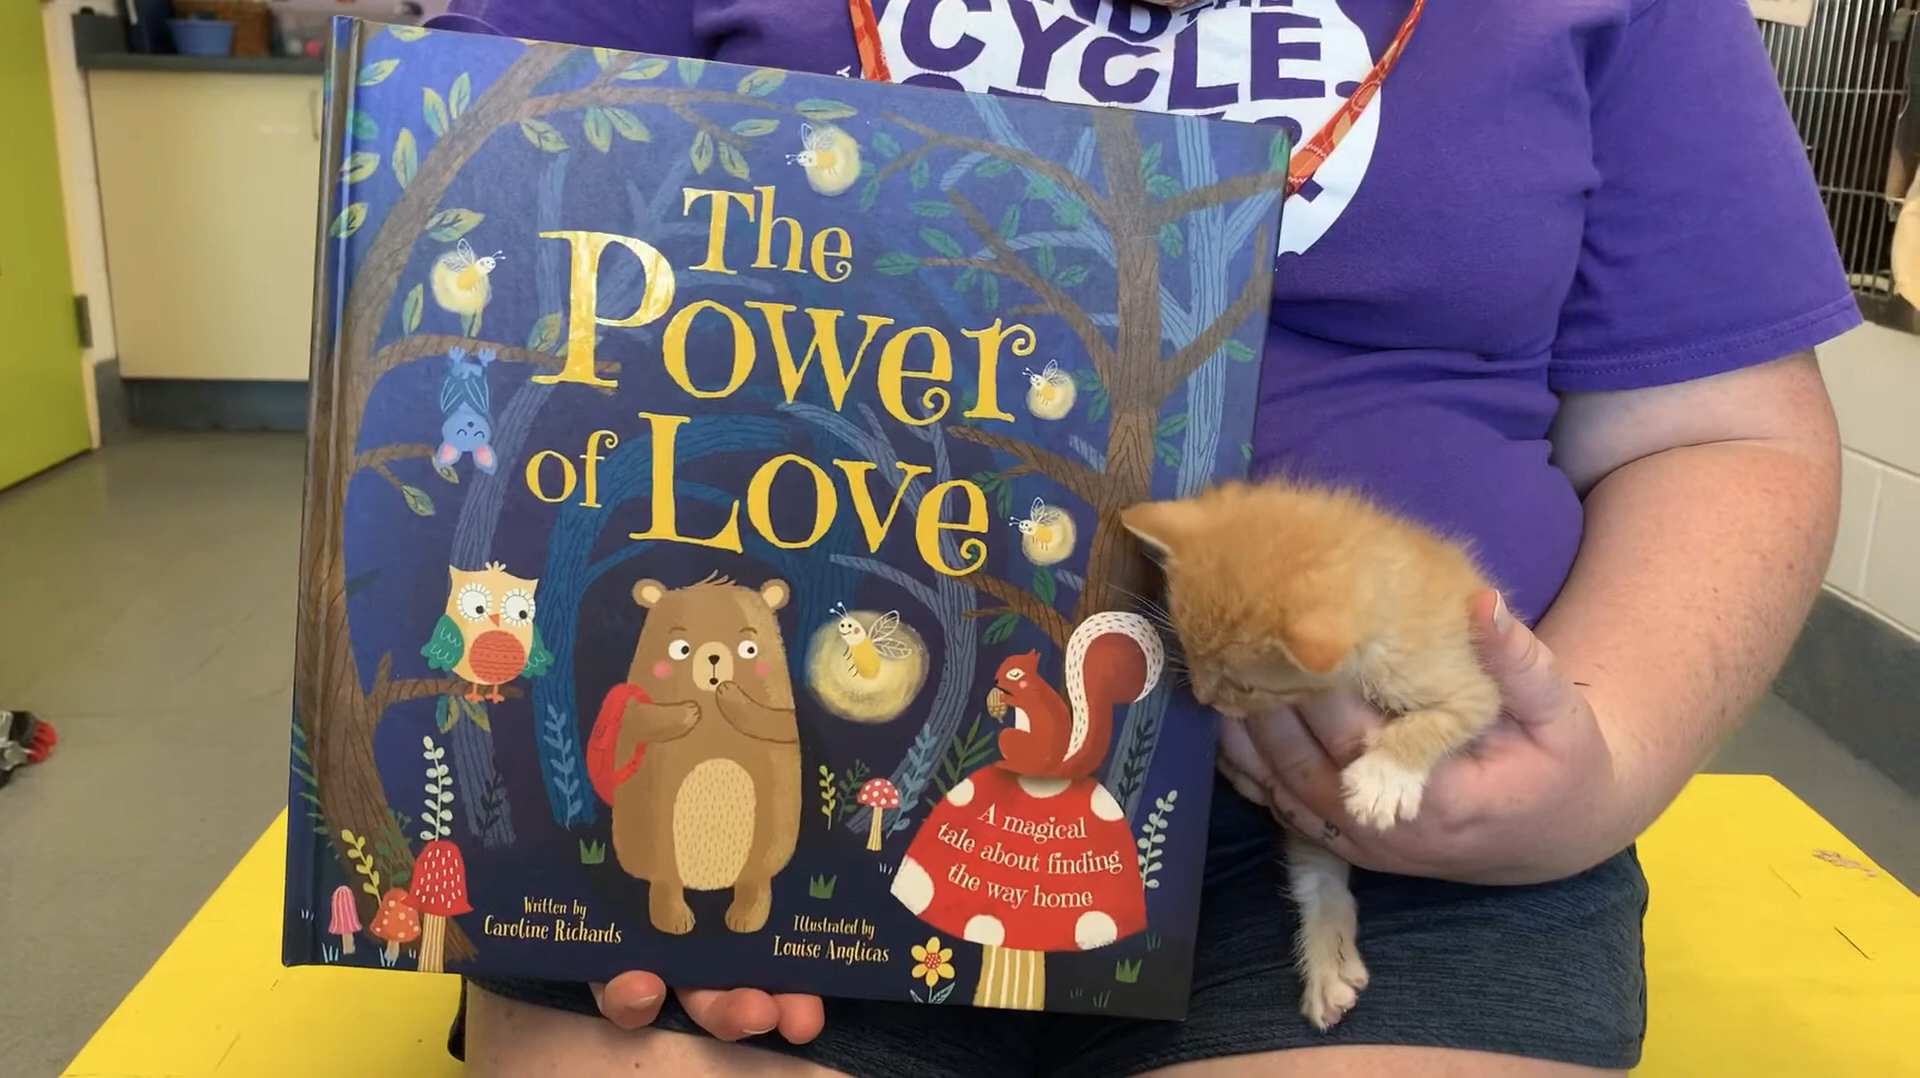 CYCLE.
The
Power
of Love
A magical
tale about finding
the way home
Written by
Caroline Richards
Illustrated by
Louise Anglicas